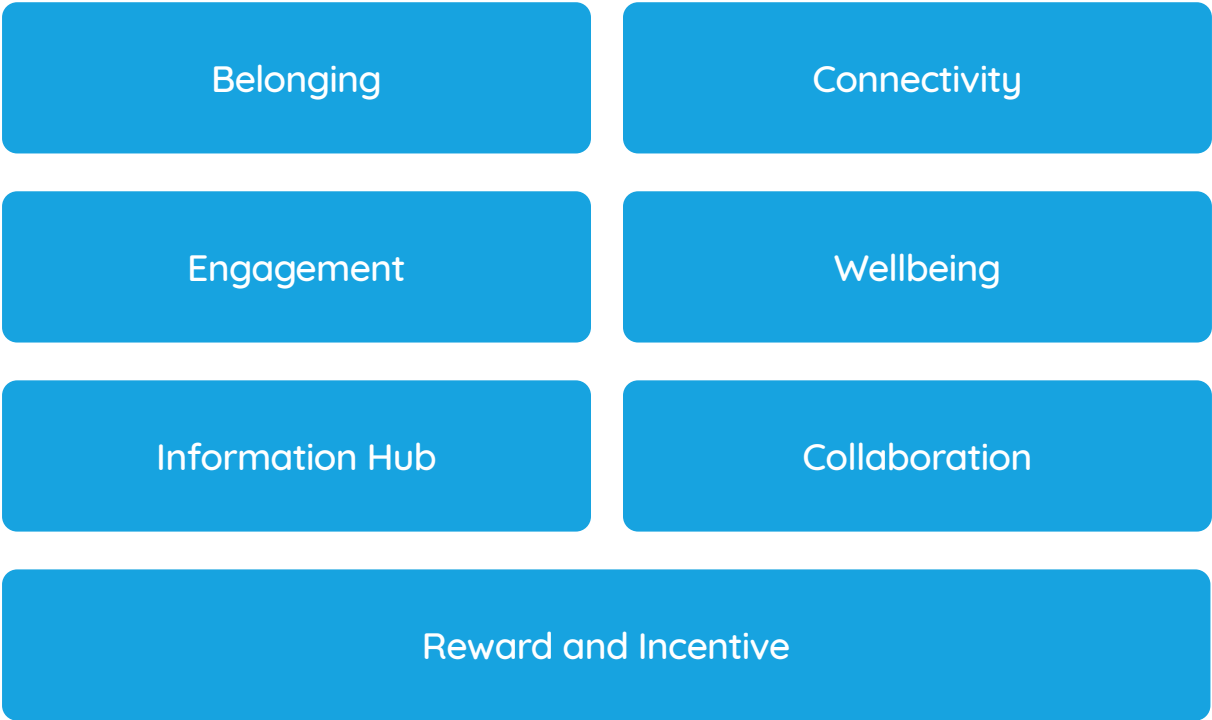 Belonging
Connectivity
Engagement
Wellbeing
Information Hub
Collaboration
Reward and Incentive